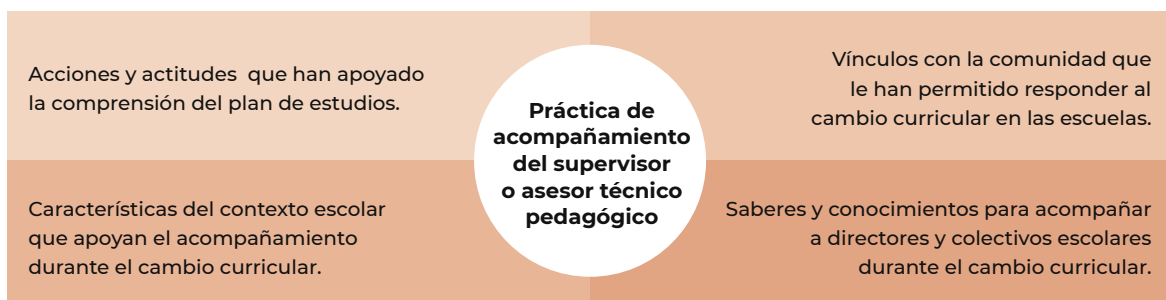 Acciones y actitudes que han apoyado
la comprensión del plan de estudios.
Vínculos con la comunidad que
le han permitido responder al
cambio curricular en las escuelas.
Práctica de
acompañamiento
del supervisor
o asesor técnico
pedagógico
Características del contexto escolar
que apoyan el acompañamiento
durante el cambio curricular.
Saberes y conocimientos para acompañar
a directores y colectivos escolares
durante el cambio curricular.